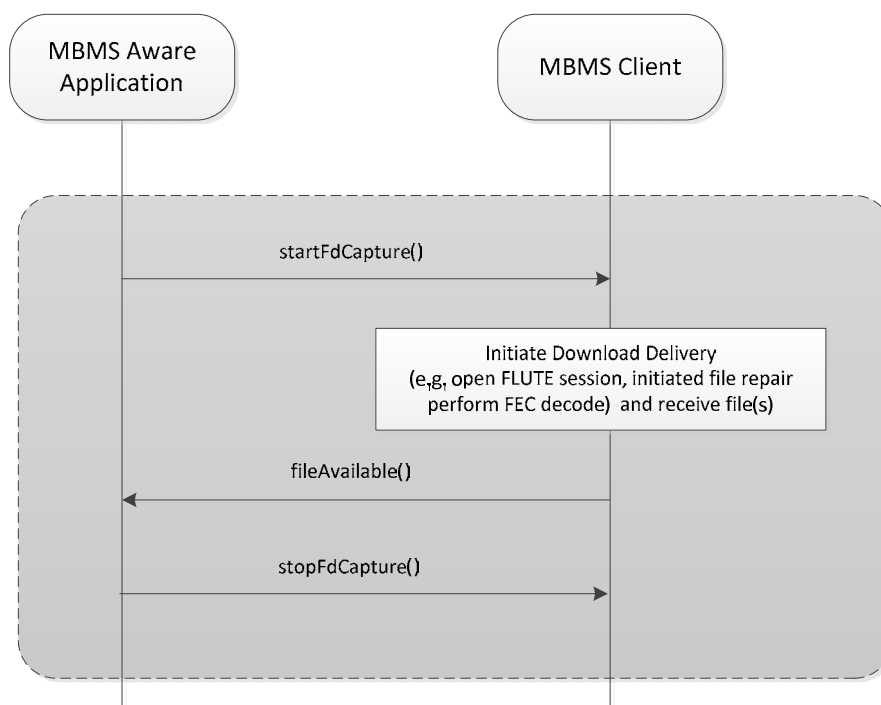 MBMS Aware
Application
MBMS Client
startFdCapture()
Initiate Download Delivery
(e.g. open FLUTE session, initiated file repair
perform FEC decode) and receive file(s)
fileAvailable()
stopFdCapture()